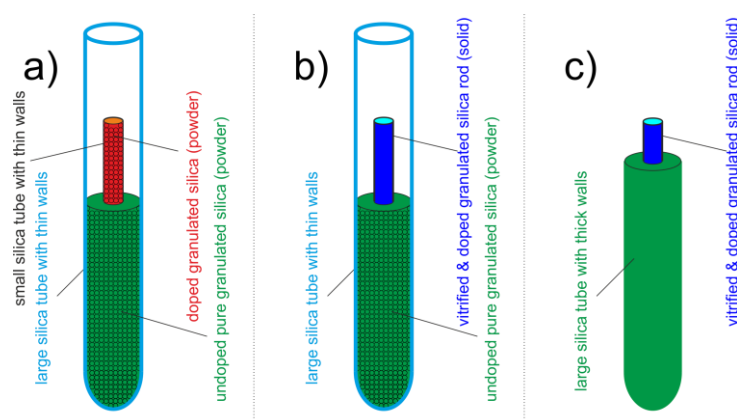 a)
small silica tube with thin walls
large silica tube with thin walls
doped granulated silica (powder)
undoped pure granulated silica (powder)
b)
large silica tube with thin walls
vitrified & doped granulated silica rod (solid)
undoped pure granulated silica (powder)
c)
large silica tube with thick walls
vitrified & doped granulated silica rod (solid)